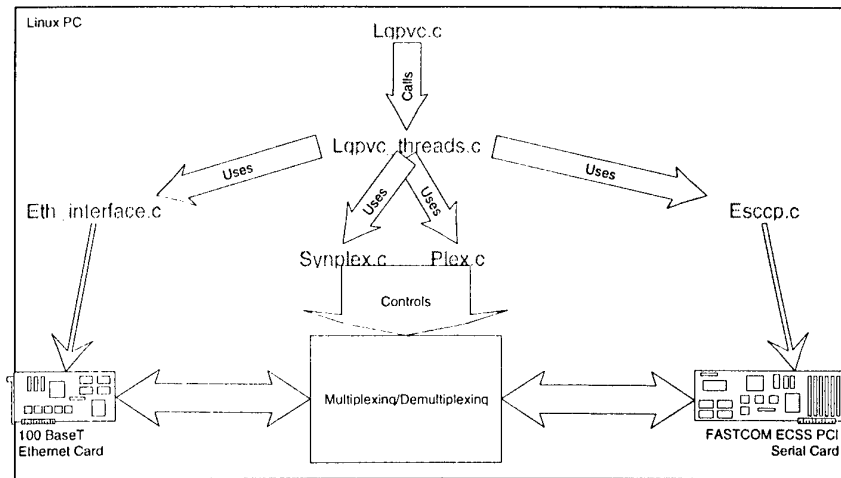 Linux PC
Lqpvc.c
Calls
Lqpvc_threads.c
Uses
Uses
Uses
Uses
Eth_interface.c
Esccp.c
Synplex.c
Plex.c
Controls
Multiplexing/Demultiplexing
100 BaseT
Ethernet Card
FASTCOM ECSS PCI
Serial Card